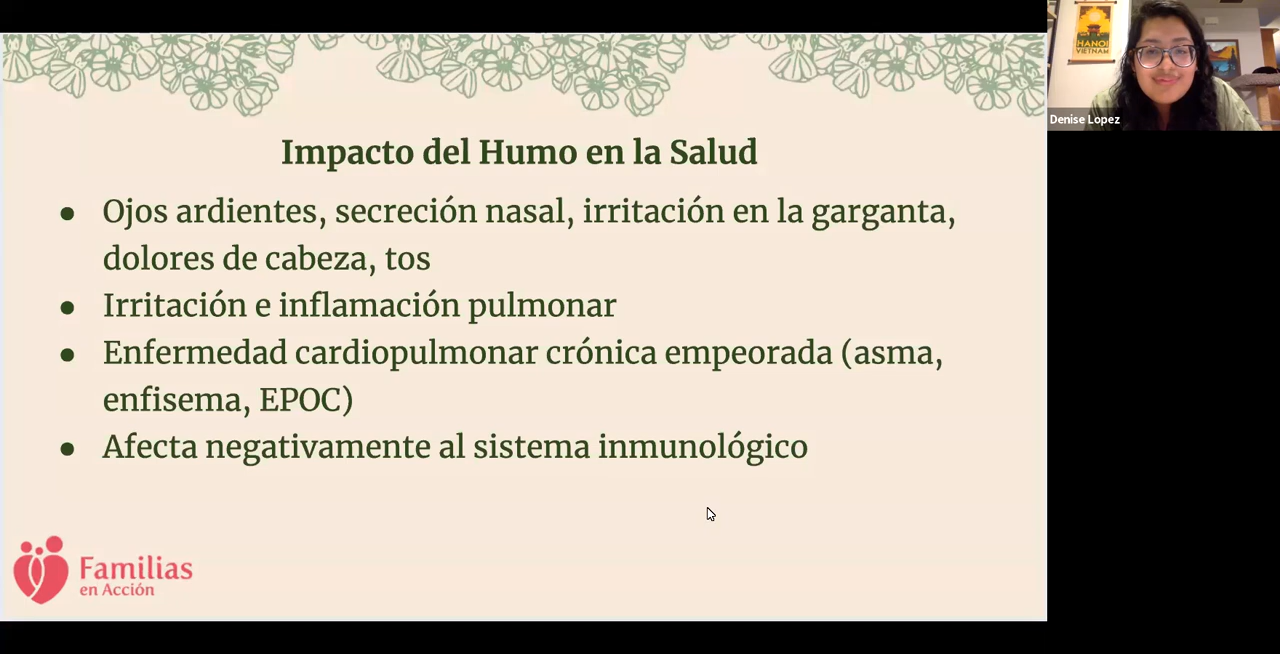 Impacto del Humo en la Salud
● Ojos ardientes, secreción nasal, irritación en la garganta,
dolores de cabeza, tos
● Irritación e inflamación pulmonar
● Enfermedad cardiopulmonar crónica empeorada (asma,
enfisema, EPOC)
● Afecta negativamente al sistema inmunológico
Familias
en Acción
HANOI
VIETNAM
Denise Lopez